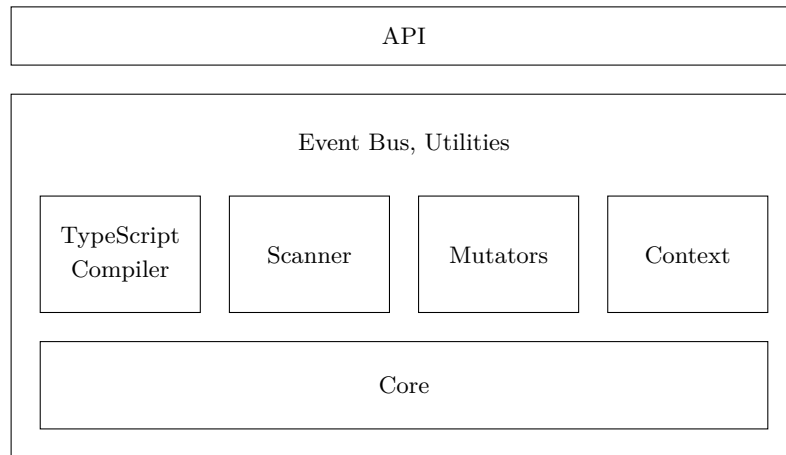 API
Event Bus, Utilities
TypeScript
Compiler
Scanner
Mutators
Context
Core